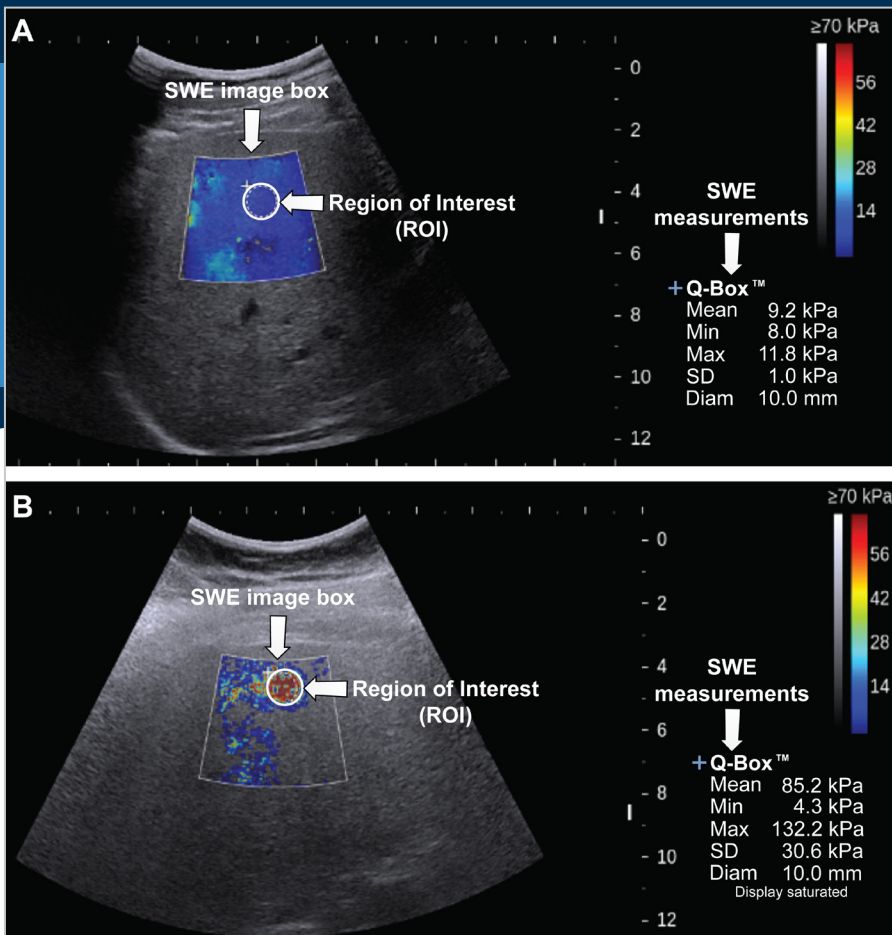 A
≥70 kPa
SWE image box
0
56
2
42
4
SWE
28
Region of Interest
measurements
(ROI)
14
6
+ Q-Box™
8
Mean 9.2 kPa
Min 8.0 kPa
Max 11.8 kPa
10
SD 1.0 kPa
Diam 10.0 mm
12
B
≥70 kPa
0
56
SWE image box
2
42
4
SWE
28
Region of Interest
measurements
(ROI)
14
6
+ Q-Box™
8
Mean 85.2 kPa
Min 4.3 kPa
Max 132.2 kPa
10
SD 30.6 kPa
Diam 10.0 mm
Display saturated
12